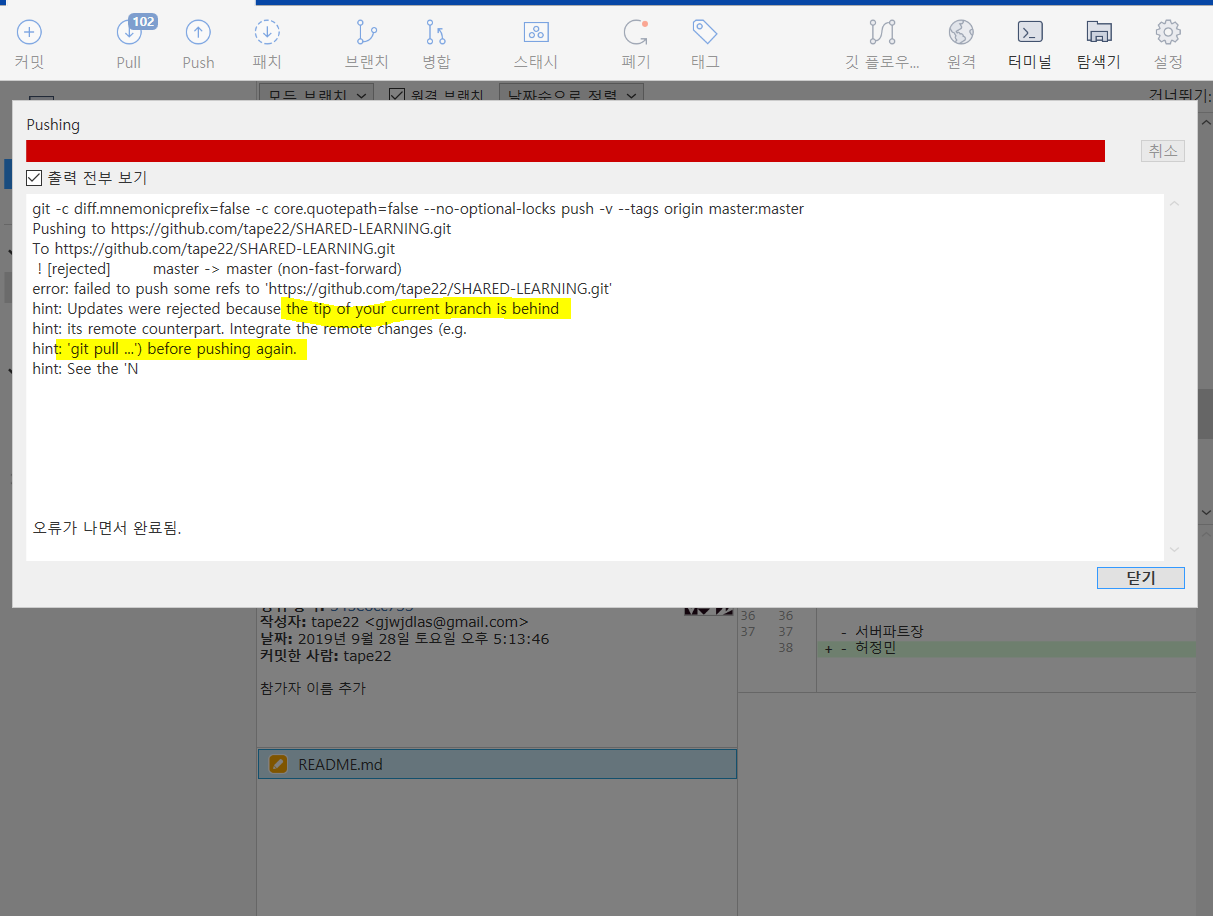 102
커밋
Pull
Push
패치
브랜치
병합
스태시
폐기
태그
깃 플로우...
원격
터미널
탐색기
설정
모든 브랜치
원격 브랜치
날짜순으로 정렬
건너뛰기:
Pushing
취소
출력 전부 보기
git -c diff.mnemonicprefix=false -c core.quotepath=false --no-optional-locks push -v --tags origin master:master
Pushing to https://github.com/tape22/SHARED-LEARNING.git
To https://github.com/tape22/SHARED-LEARNING.git
! [rejected] master -> master (non-fast-forward)
error: failed to push some refs to 'https://github.com/tape22/SHARED-LEARNING.git'
hint: Updates were rejected because the tip of your current branch is behind
hint: its remote counterpart. Integrate the remote changes (e.g.
hint: 'git pull ...') before pushing again.
hint: See the 'N
오류가 나면서 완료됨.
닫기
작성자: tape22 <gjwjdlas@gmail.com>
날짜: 2019년 9월 28일 토요일 오후 5:13:46
커밋한 사람: tape22
참가자 이름 추가
README.md
36 36
37 37 - 서버파트장
38 + - 허정민